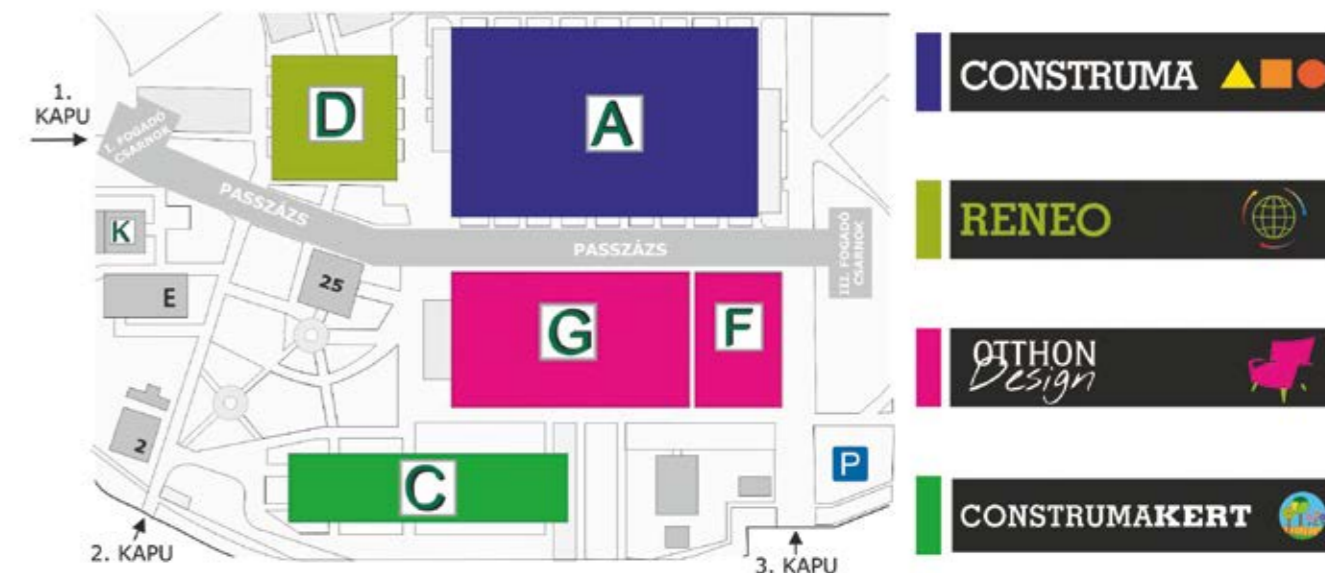 1.
KAPU
I. FOGADÓ
CSARNOK
PASSZÁZS
D
A
K
E
25
PASSZÁZS
III. FOGADÓ
CSARNOK
G
F
2
C
P
2. KAPU
3. KAPU
CONSTRUMA
RENEO
OTTHON
Design
CONSTRUMAKERT